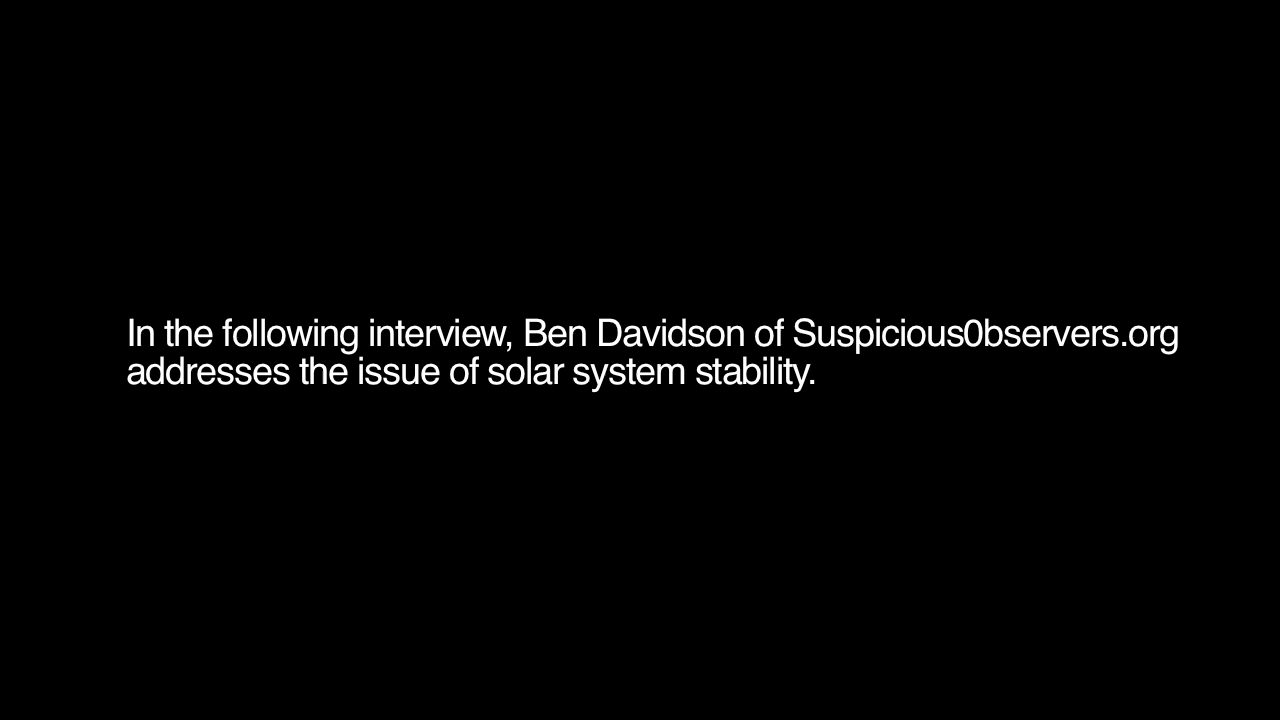 In the following interview, Ben Davidson of Suspicious0bservers.org
addresses the issue of solar system stability.